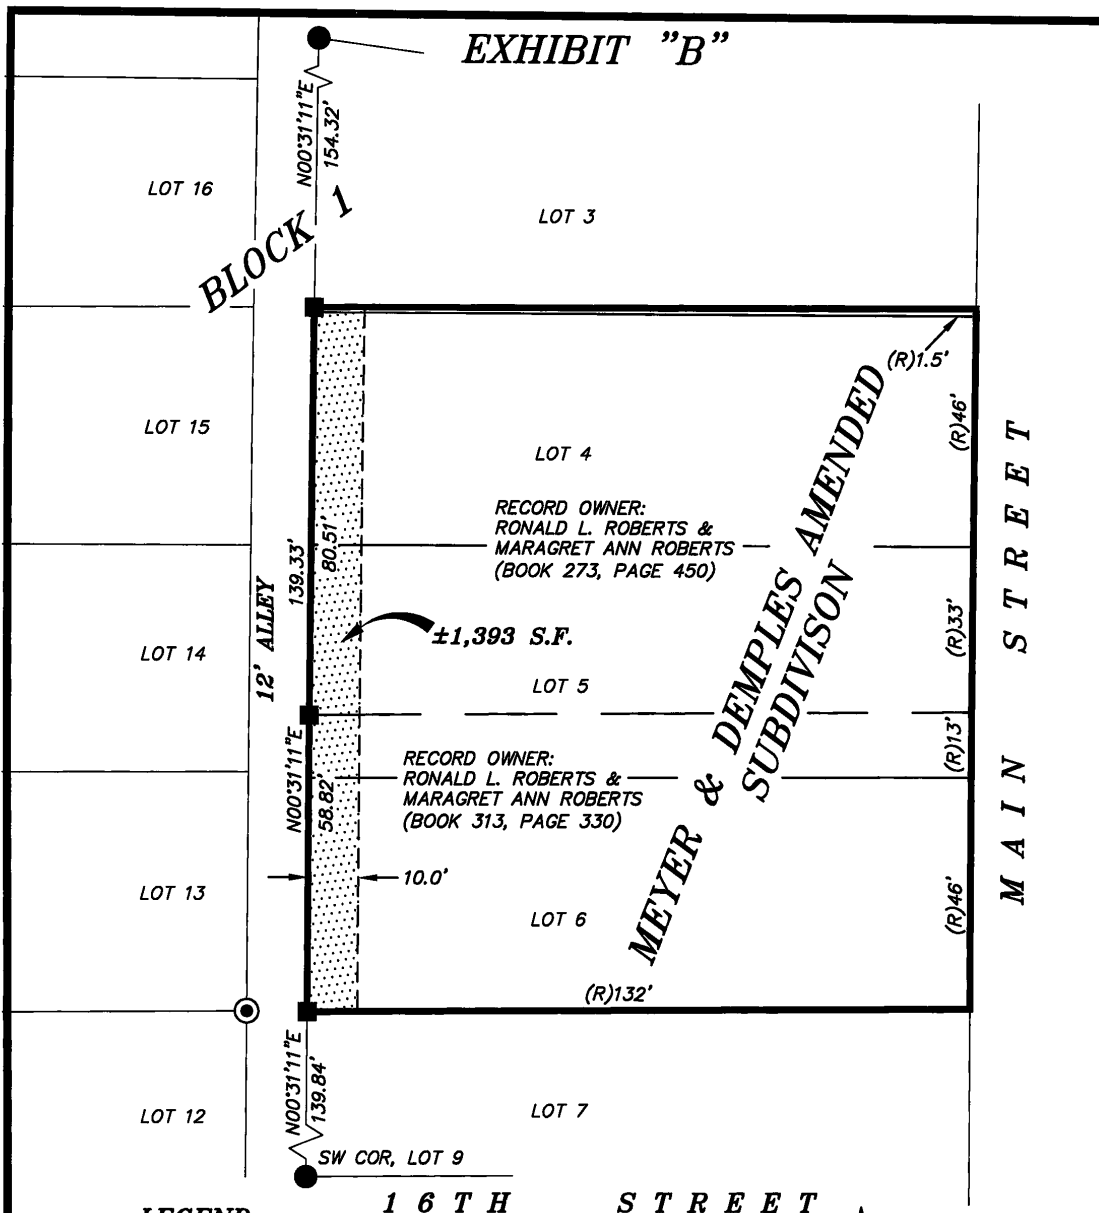 EXHIBIT "B"
N00°31'11"E
154.32'
LOT 16
LOT 3
BLOCK 1
(R)1.5'
(R)46'
LOT 15
LOT 4
MEYER & DEMPLES AMENDED
SUBDIVISON
MAIN STREET
RECORD OWNER:
RONALD L. ROBERTS &
MARAGRET ANN ROBERTS
(BOOK 273, PAGE 450)
139.33'
80.51'
12' ALLEY
±1,393 S.F.
(R)33'
LOT 14
LOT 5
(R)13'
N00°31'11"E
58.82'
RECORD OWNER:
RONALD L. ROBERTS &
MARAGRET ANN ROBERTS
(BOOK 313, PAGE 330)
10.0'
LOT 13
LOT 6
(R)46'
(R)132'
N00°31'11"E
139.84'
LOT 12
LOT 7
SW COR, LOT 9
16TH STREET
LEGEND